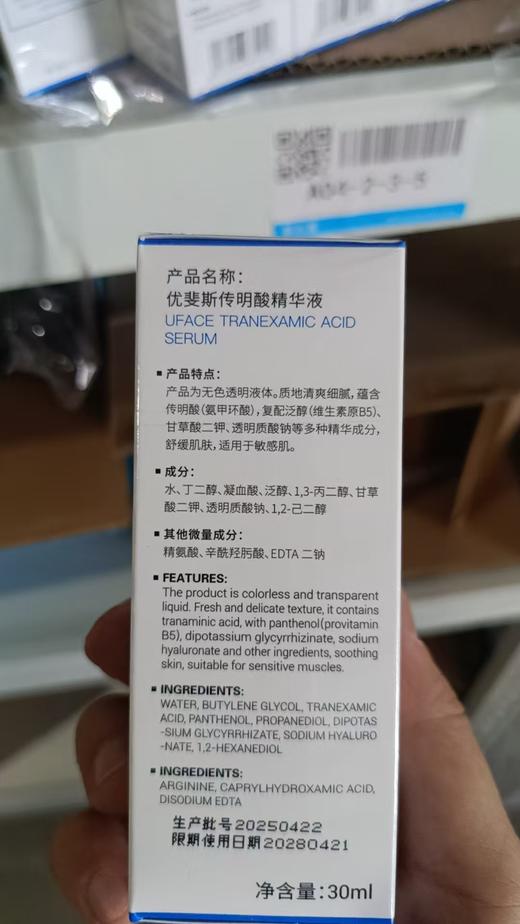 A04-2-3-5
产品名称：
优斐斯传明酸精华液
UFACE TRANEXAMIC ACID
SERUM
▪ 产品特点：
产品为无色透明液体。质地清爽细腻，蕴含
传明酸（氨甲环酸），复配泛醇（维生素原B5）、
甘草酸二钾、透明质酸钠等多种精华成分，
舒缓肌肤，适用于敏感肌。
▪ 成分：
水、丁二醇、凝血酸、泛醇、1,3-丙二醇、甘草
酸二钾、透明质酸钠、1,2-己二醇
▪ 其他微量成分：
精氨酸、辛酰羟肟酸、EDTA 二钠
▪ FEATURES:
The product is colorless and transparent
liquid. Fresh and delicate texture, it contains
tranaminic acid, with panthenol(provitamin
B5), dipotassium glycyrrhizinate, sodium
hyaluronate and other ingredients, soothing
skin, suitable for sensitive muscles.
▪ INGREDIENTS:
WATER, BUTYLENE GLYCOL, TRANEXAMIC
ACID, PANTHENOL, PROPANEDIOL, DIPOTAS
-SIUM GLYCYRRHIZATE, SODIUM HYALURO
-NATE, 1,2-HEXANEDIOL
▪ INGREDIENTS:
ARGININE, CAPRYLHYDROXAMIC ACID,
DISODIUM EDTA
生产批号20250422
限期使用日期20280421
净含量：30ml